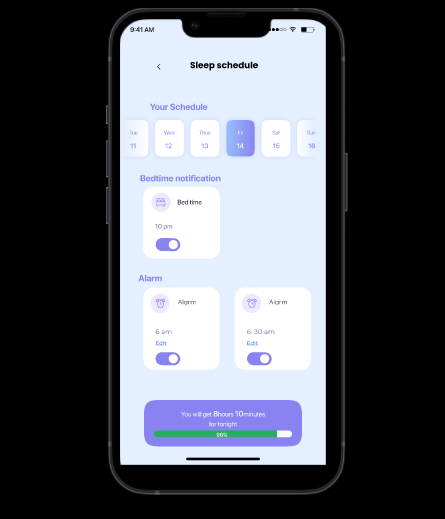 9:41 AM
Sleep schedule
Your Schedule
Tue Wed Thus Fri Sat Sun
11 12 13 14 15 16
Bedtime notification
Bed time
10 pm
Alarm
Alarm Alarm
6 am 6: 30 am
Edit Edit
You will get 8hours 10minutes
for tonight
96%